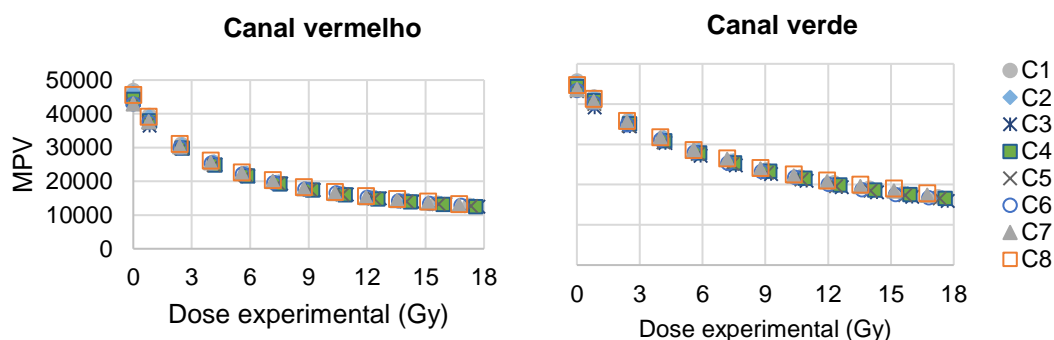 Canal vermelho
50000
40000
30000
20000
10000
0
MPV
0 3 6 9 12 15 18
Dose experimental (Gy)
Canal verde
0 3 6 9 12 15 18
Dose experimental (Gy)
C1
C2
C3
C4
C5
C6
C7
C8